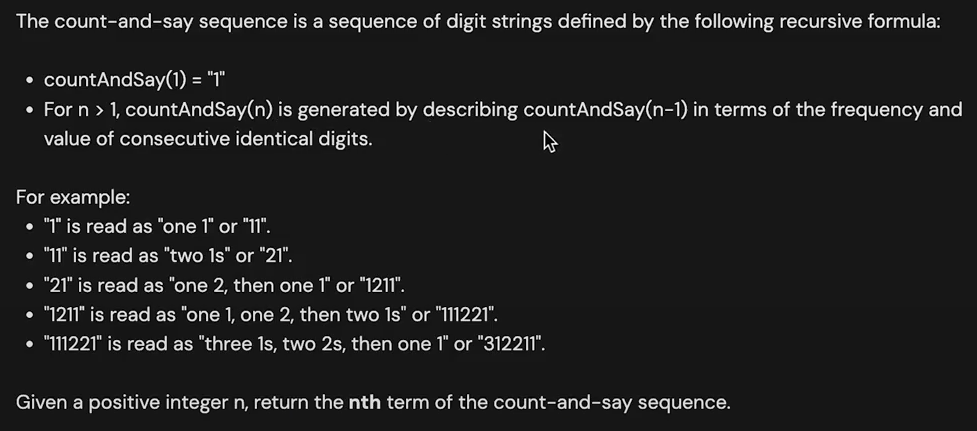 The count-and-say sequence is a sequence of digit strings defined by the following recursive formula:
• countAndSay(1) = "1"
• For n > 1, countAndSay(n) is generated by describing countAndSay(n-1) in terms of the frequency and
value of consecutive identical digits.
For example:
• "1" is read as "one 1" or "11".
• "11" is read as "two 1s" or "21".
• "21" is read as "one 2, then one 1" or "1211".
• "1211" is read as "one 1, one 2, then two 1s" or "111221".
• "111221" is read as "three 1s, two 2s, then one 1" or "312211".
Given a positive integer n, return the nth term of the count-and-say sequence.